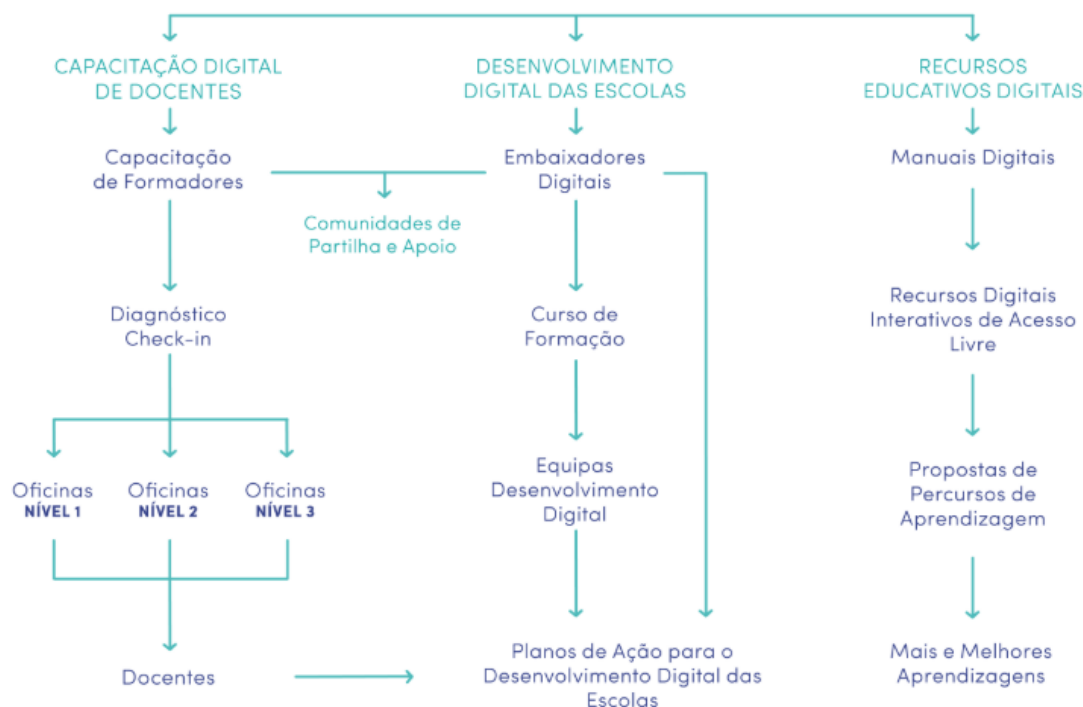 CAPACITAÇÃO DIGITAL
DE DOCENTES
DESENVOLVIMENTO
DIGITAL DAS ESCOLAS
RECURSOS
EDUCATIVOS DIGITAIS
Capacitação
de Formadores
Embaixadores
Digitais
Manuais Digitais
Comunidades de
Partilha e Apoio
Diagnóstico
Check-in
Curso de
Formação
Recursos Digitais
Interativos de Acesso
Livre
Oficinas
NÍVEL 1
Oficinas
NÍVEL 2
Oficinas
NÍVEL 3
Equipas
Desenvolvimento
Digital
Propostas de
Percursos de
Aprendizagem
Docentes
Planos de Ação para o
Desenvolvimento Digital das
Escolas
Mais e Melhores
Aprendizagens